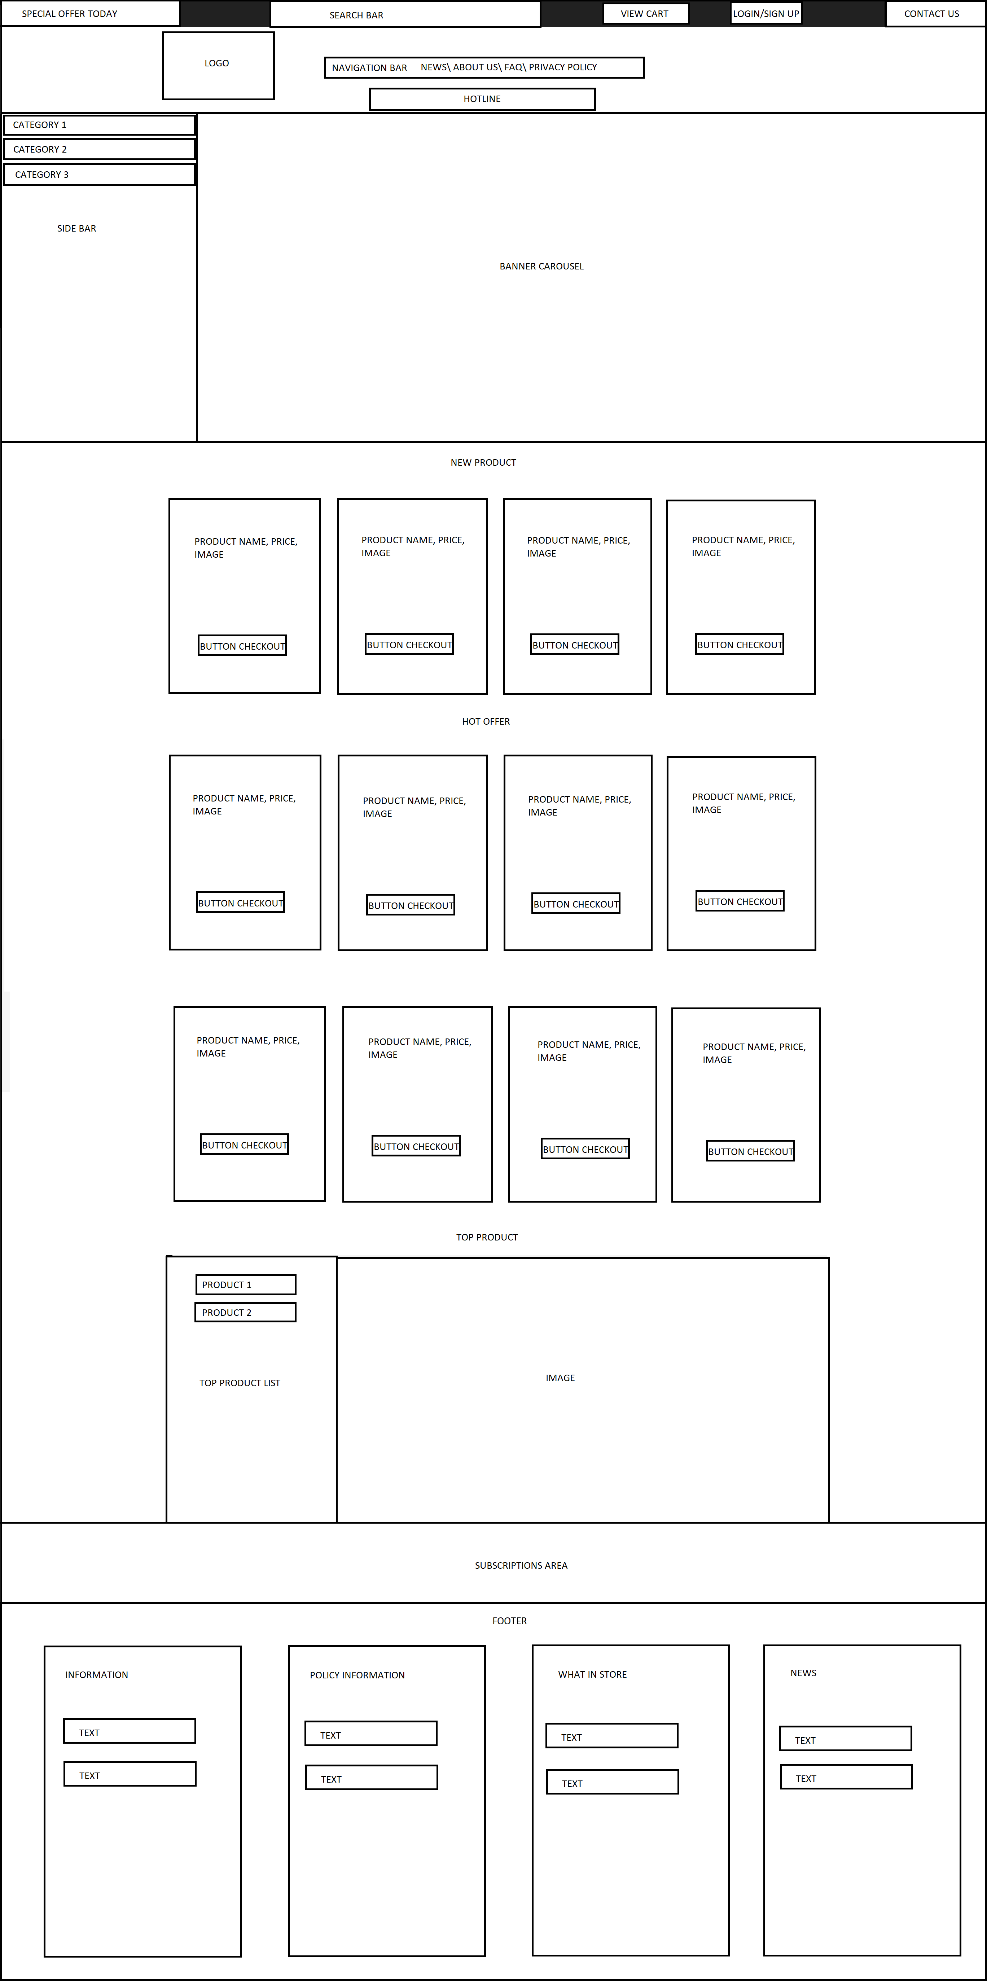 SPECIAL OFFER TODAY
SEARCH BAR
VIEW CART
LOGIN/SIGN UP
CONTACT US
LOGO
NAVIGATION BAR NEWS\ ABOUT US\ FAQ\ PRIVACY POLICY
HOTLINE
CATEGORY 1
CATEGORY 2
CATEGORY 3
SIDE BAR
BANNER CAROUSEL
NEW PRODUCT
PRODUCT NAME, PRICE,
IMAGE
BUTTON CHECKOUT
PRODUCT NAME, PRICE,
IMAGE
BUTTON CHECKOUT
PRODUCT NAME, PRICE,
IMAGE
BUTTON CHECKOUT
PRODUCT NAME, PRICE,
IMAGE
BUTTON CHECKOUT
HOT OFFER
PRODUCT NAME, PRICE,
IMAGE
BUTTON CHECKOUT
PRODUCT NAME, PRICE,
IMAGE
BUTTON CHECKOUT
PRODUCT NAME, PRICE,
IMAGE
BUTTON CHECKOUT
PRODUCT NAME, PRICE,
IMAGE
BUTTON CHECKOUT
PRODUCT NAME, PRICE,
IMAGE
BUTTON CHECKOUT
PRODUCT NAME, PRICE,
IMAGE
BUTTON CHECKOUT
PRODUCT NAME, PRICE,
IMAGE
BUTTON CHECKOUT
PRODUCT NAME, PRICE,
IMAGE
BUTTON CHECKOUT
TOP PRODUCT
PRODUCT 1
PRODUCT 2
TOP PRODUCT LIST
IMAGE
SUBSCRIPTIONS AREA
FOOTER
INFORMATION
TEXT
TEXT
POLICY INFORMATION
TEXT
TEXT
WHAT IN STORE
TEXT
TEXT
NEWS
TEXT
TEXT